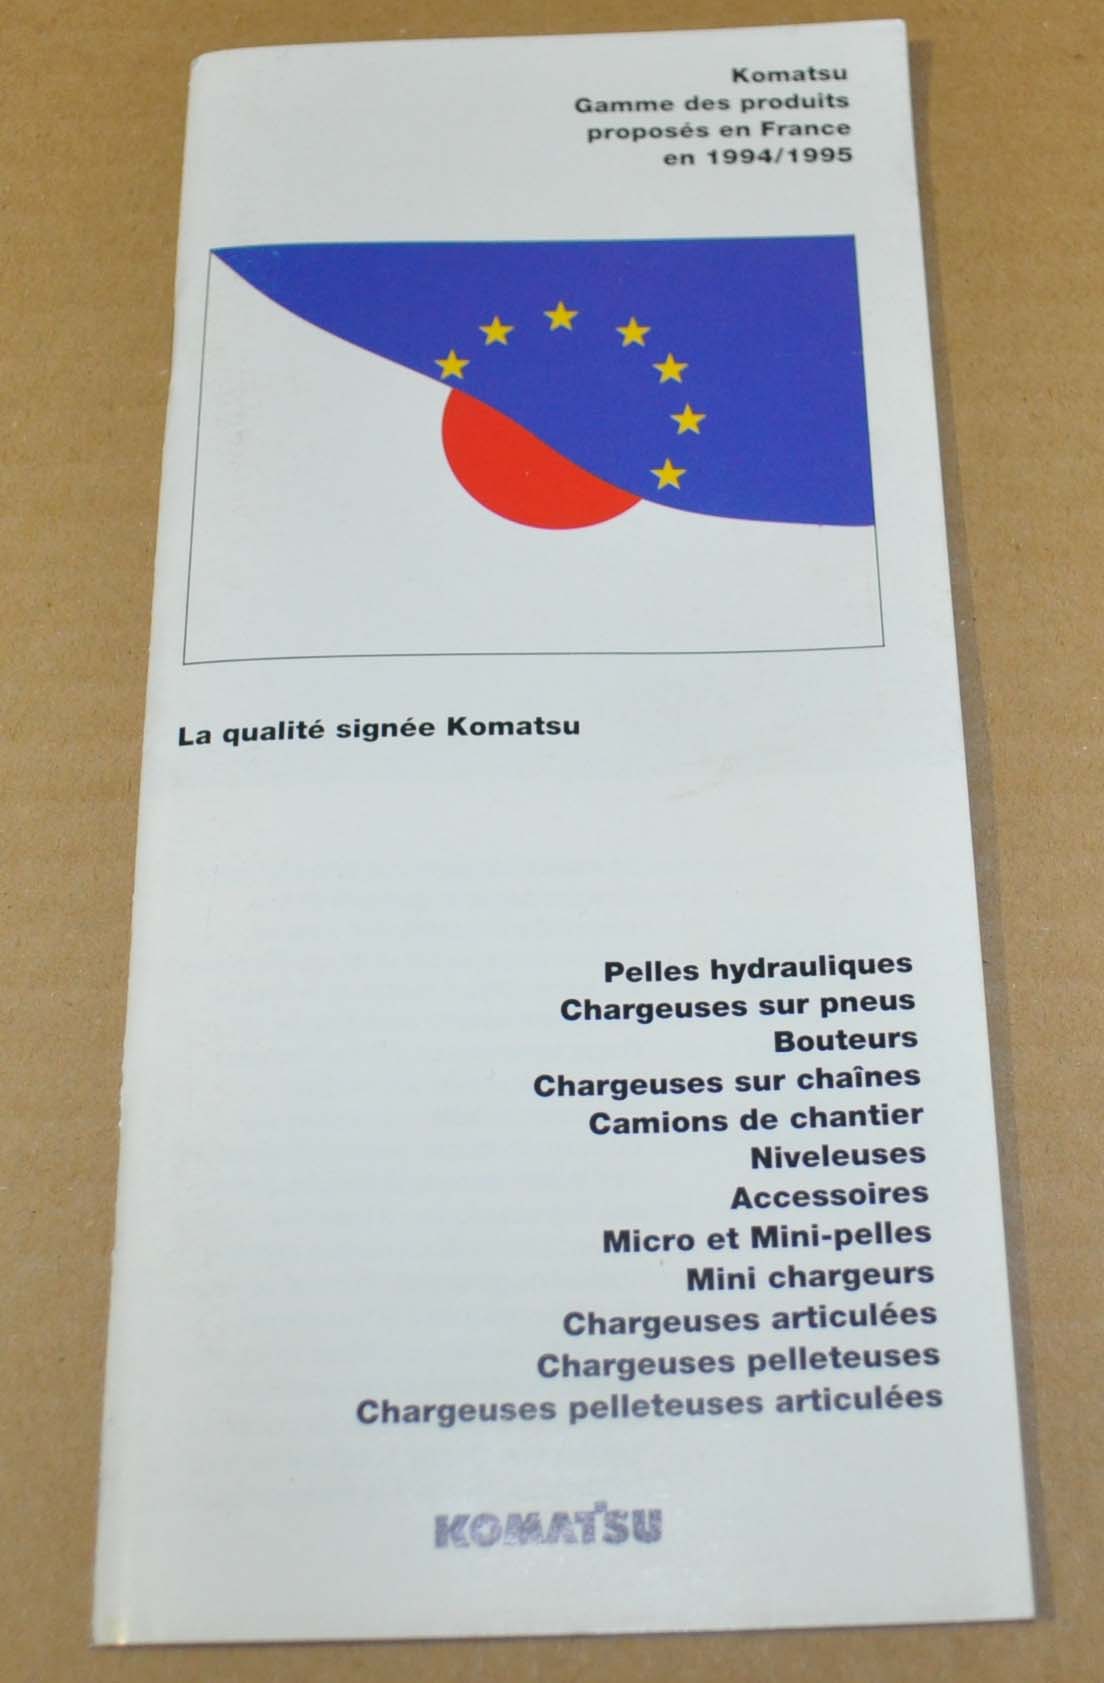 Komatsu
Gamme des produits
proposés en France
en 1994/1995
La qualité signée Komatsu
Pelles hydrauliques
Chargeuses sur pneus
Bouteurs
Chargeuses sur chaînes
Camions de chantier
Niveleuses
Accessoires
Micro et Mini-pelles
Mini chargeurs
Chargeuses articulées
Chargeuses pelleteuses
Chargeuses pelleteuses articulées
KOMATSU